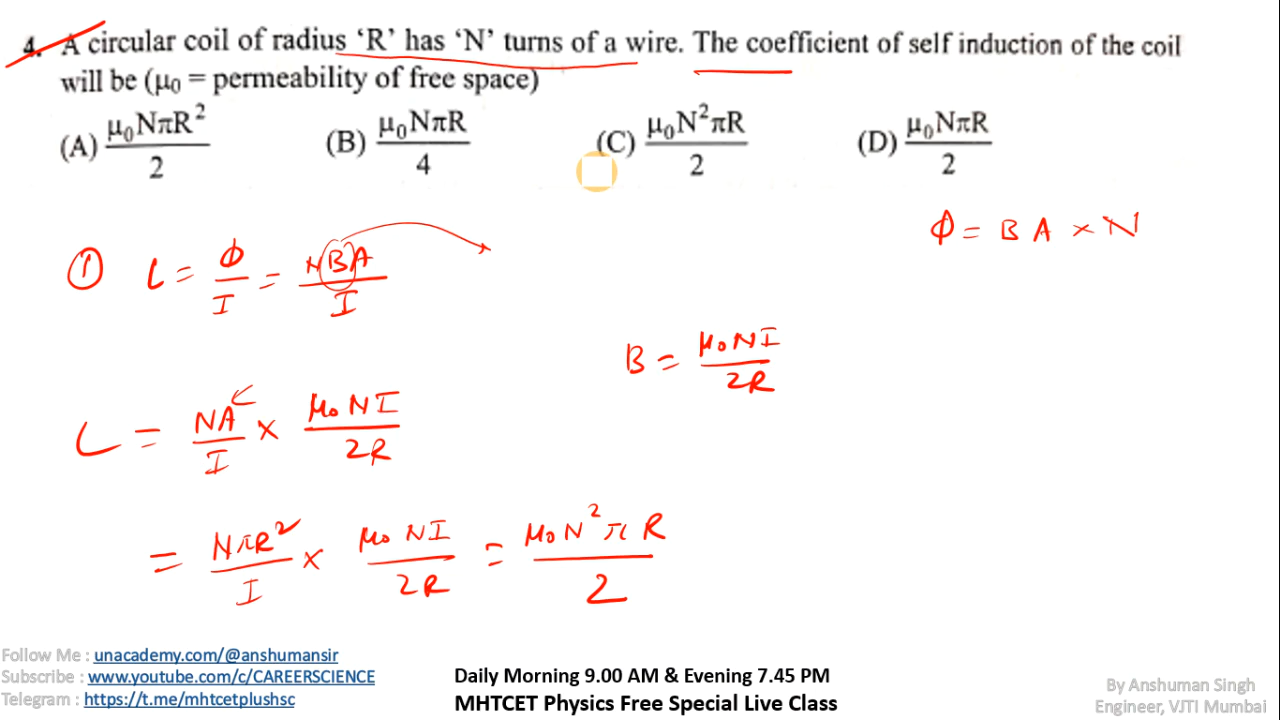 4. A circular coil of radius ‘R’ has ‘N’ turns of a wire. The coefficient of self induction of the coil
will be (μ₀ = permeability of free space)
(A) μ₀NπR²/2 (B) μ₀NπR/4 (C) μ₀N²πR/2 (D) μ₀NπR/2
ϕ = BA × N
① L = ϕ/I = NBA/I
B = μ₀NI/2R
L = NA/I × μ₀NI/2R
= NπR²/I × μ₀NI/2R = μ₀N²πR/2
Follow Me : unacademy.com/@anshumansir
Subscribe : www.youtube.com/c/CAREERSCIENCE
Telegram : https://t.me/mhtcetplushsc
Daily Morning 9.00 AM & Evening 7.45 PM
MHTCET Physics Free Special Live Class
By Anshuman Singh
Engineer, VJTI Mumbai